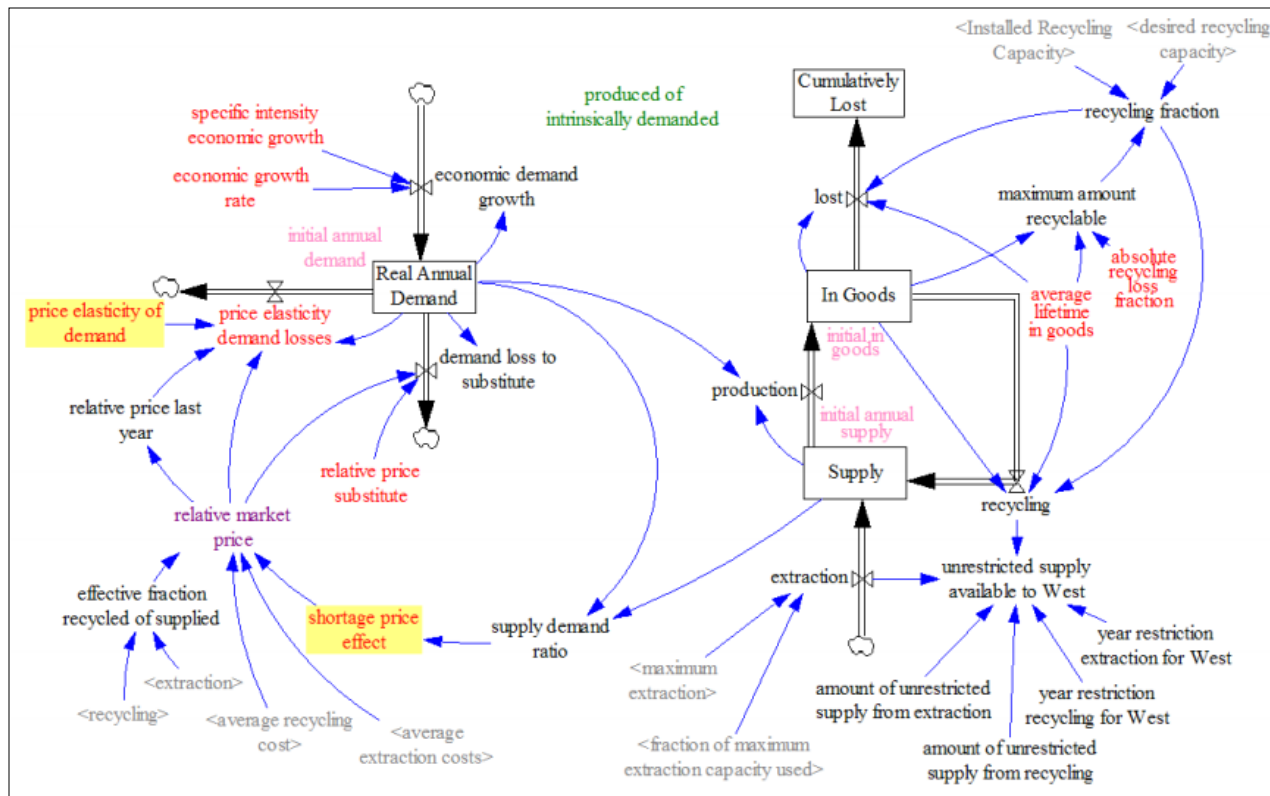 <Installed Recycling
Capacity>
<desired recycling
capacity>
specific intensity
economic growth
produced of
intrinsically demanded
Cumulatively
Lost
recycling fraction
economic growth
rate
economic demand
growth
lost
maximum amount
recyclable
initial annual
demand
Real Annual
Demand
In Goods
average
lifetime
in goods
absolute
recycling
loss
fraction
price elasticity of
demand
price elasticity
demand losses
demand loss to
substitute
initial in
goods
production
relative price last
year
initial annual
supply
relative price
substitute
Supply
recycling
relative market
price
effective fraction
recycled of supplied
shortage price
effect
supply demand
ratio
extraction
unrestricted supply
available to West
<extraction>
<recycling>
<average recycling
cost>
<average
extraction costs>
<maximum
extraction>
<fraction of maximum
extraction capacity used>
amount of unrestricted
supply from extraction
year restriction
extraction for West
year restriction
recycling for West
amount of unrestricted
supply from recycling